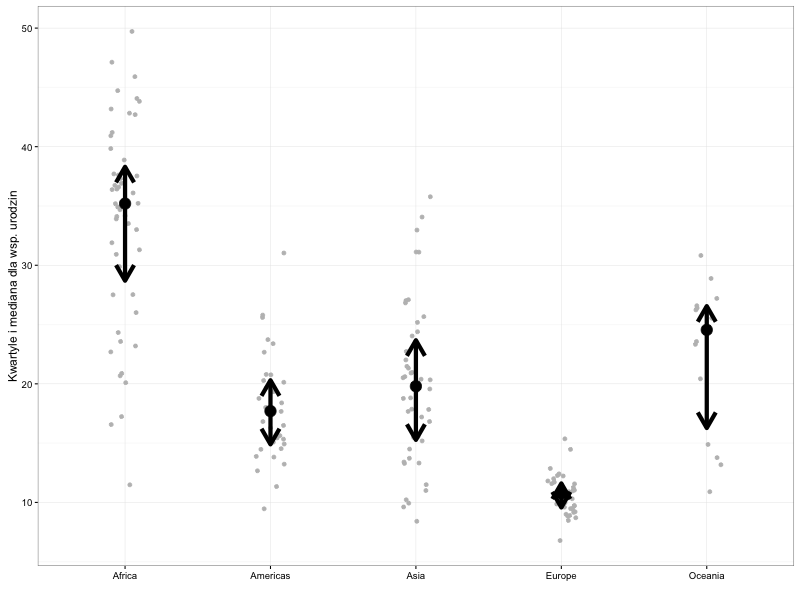 Kwartyle i mediana dla wsp. urodzin
50
40
30
20
10
Africa
Americas
Asia
Europe
Oceania